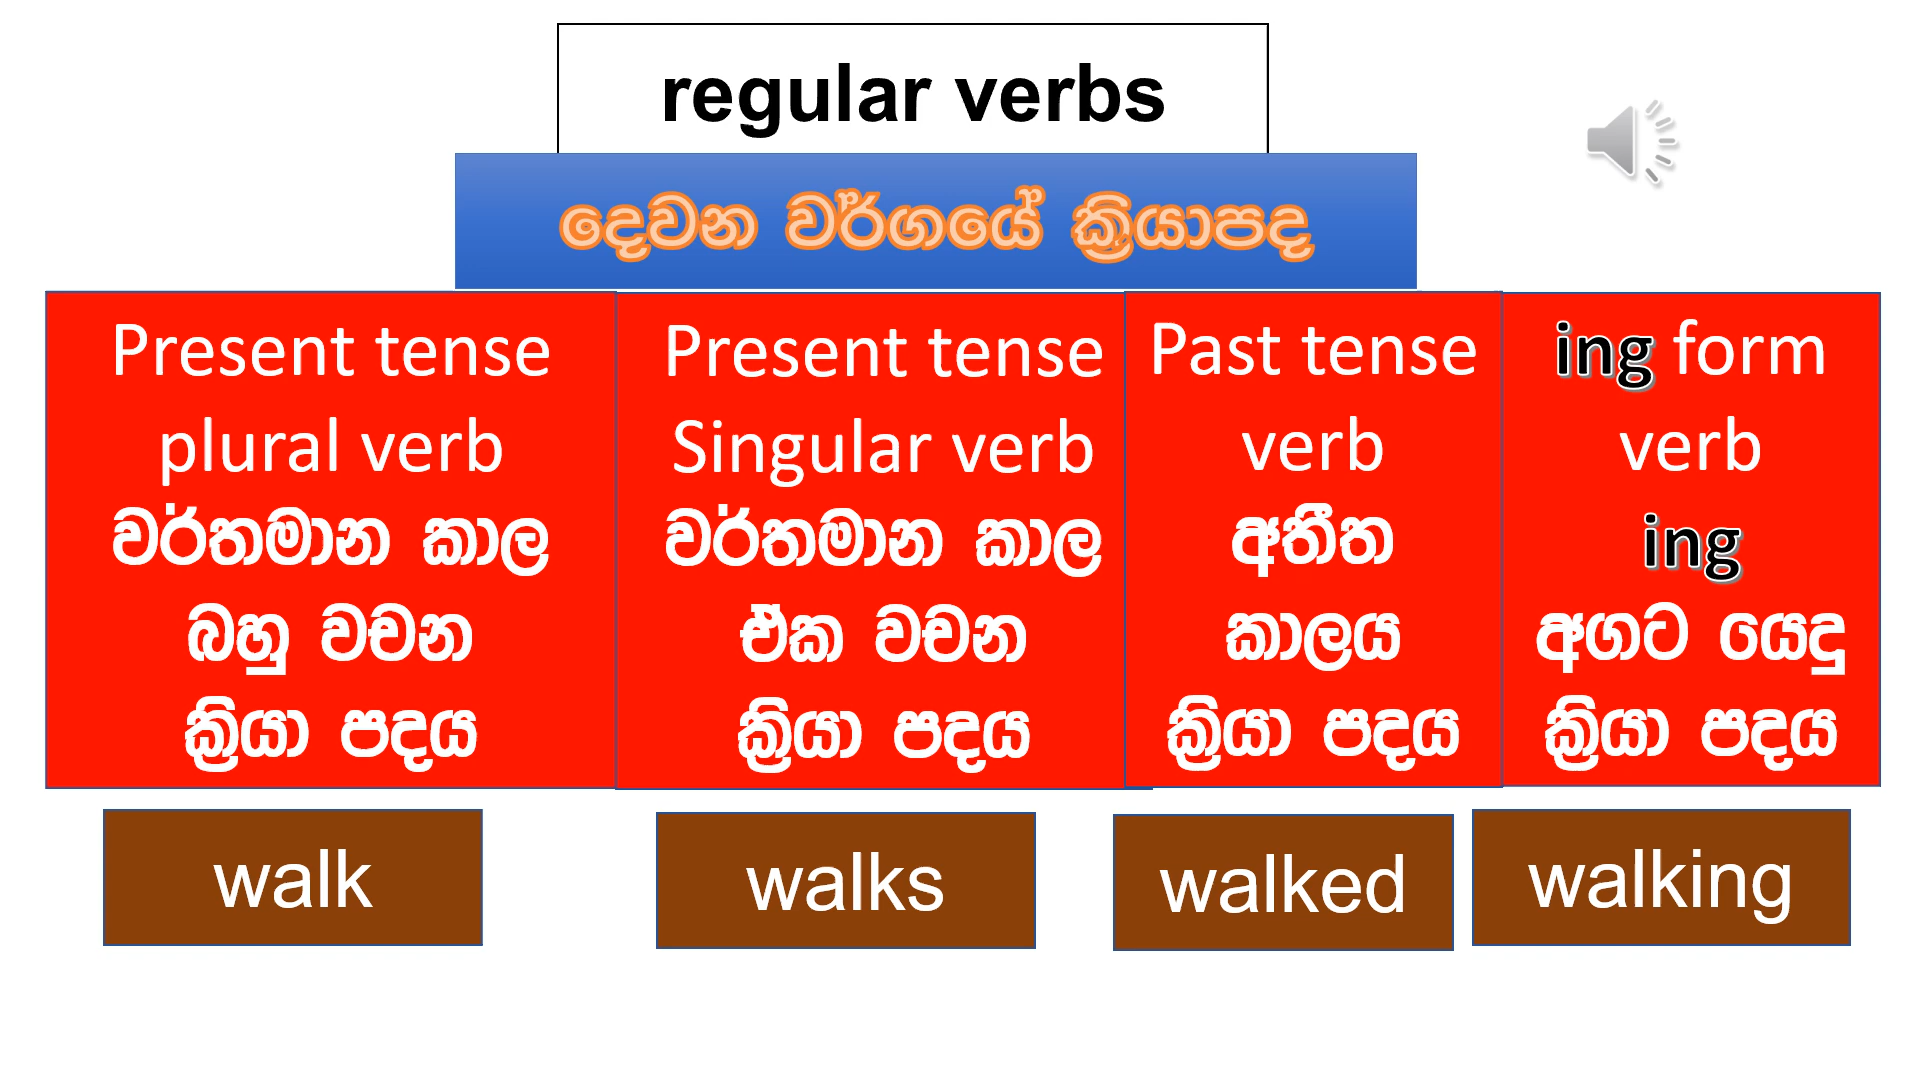 regular verbs
දෙවන වර්ගයේ ක්‍රියාපද
Present tense
plural verb
වර්තමාන කාල
බහු වචන
ක්‍රියා පදය
Present tense
Singular verb
වර්තමාන කාල
ඒක වචන
ක්‍රියා පදය
Past tense
verb
අතීත
කාලය
ක්‍රියා පදය
ing form
verb
ing
අගට යෙදු
ක්‍රියා පදය
walk
walks
walked
walking